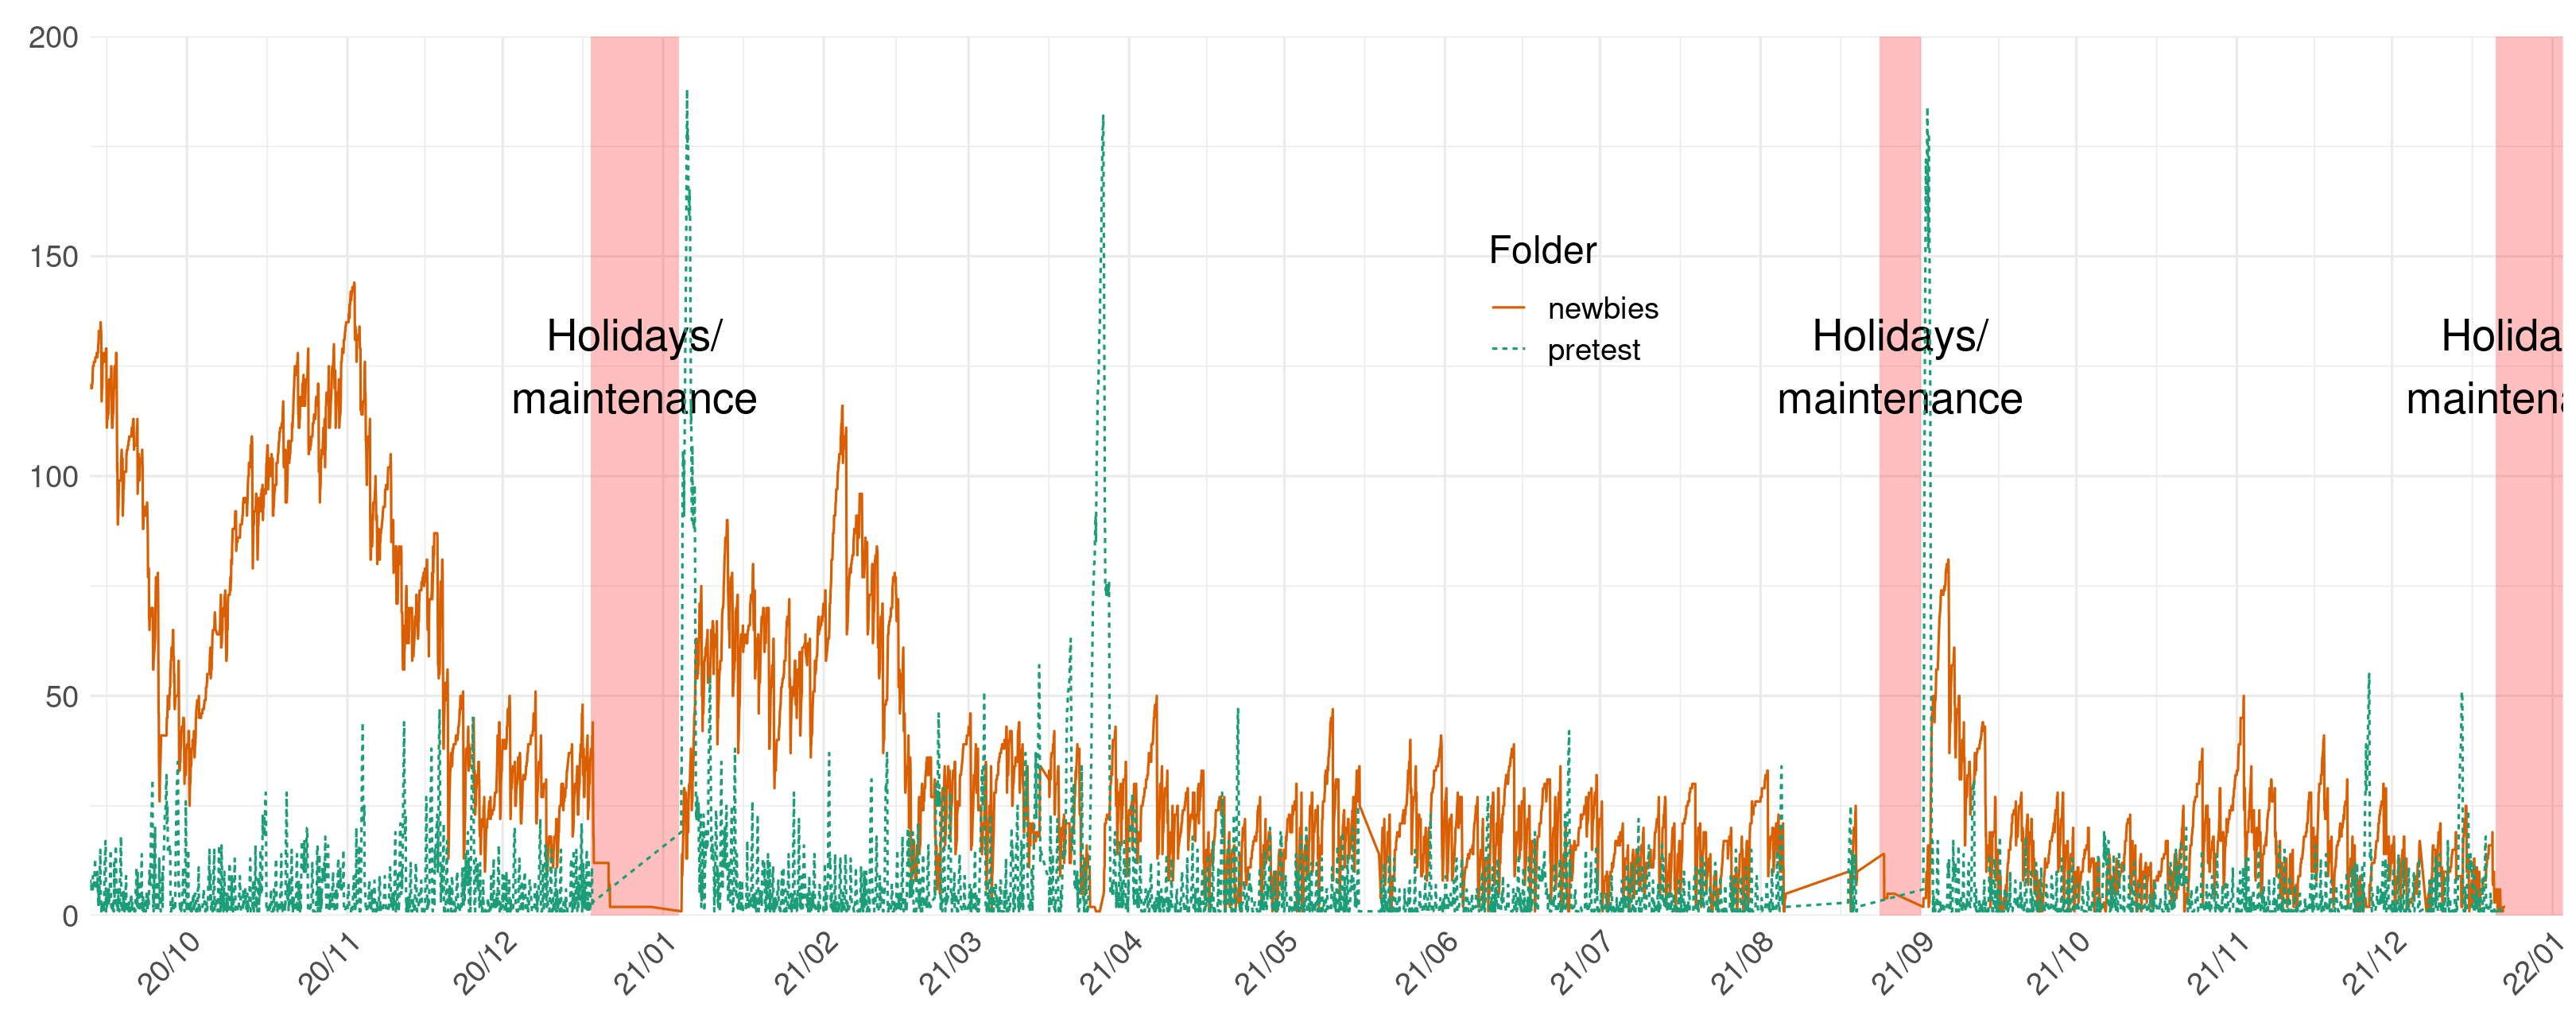 200
150
100
50
0
Folder
newbies
pretest
Holidays/
maintenance
Holidays/
maintenance
Holida
maintena
20/10
20/11
20/12
21/01
21/02
21/03
21/04
21/05
21/06
21/07
21/08
21/09
21/10
21/11
21/12
22/01